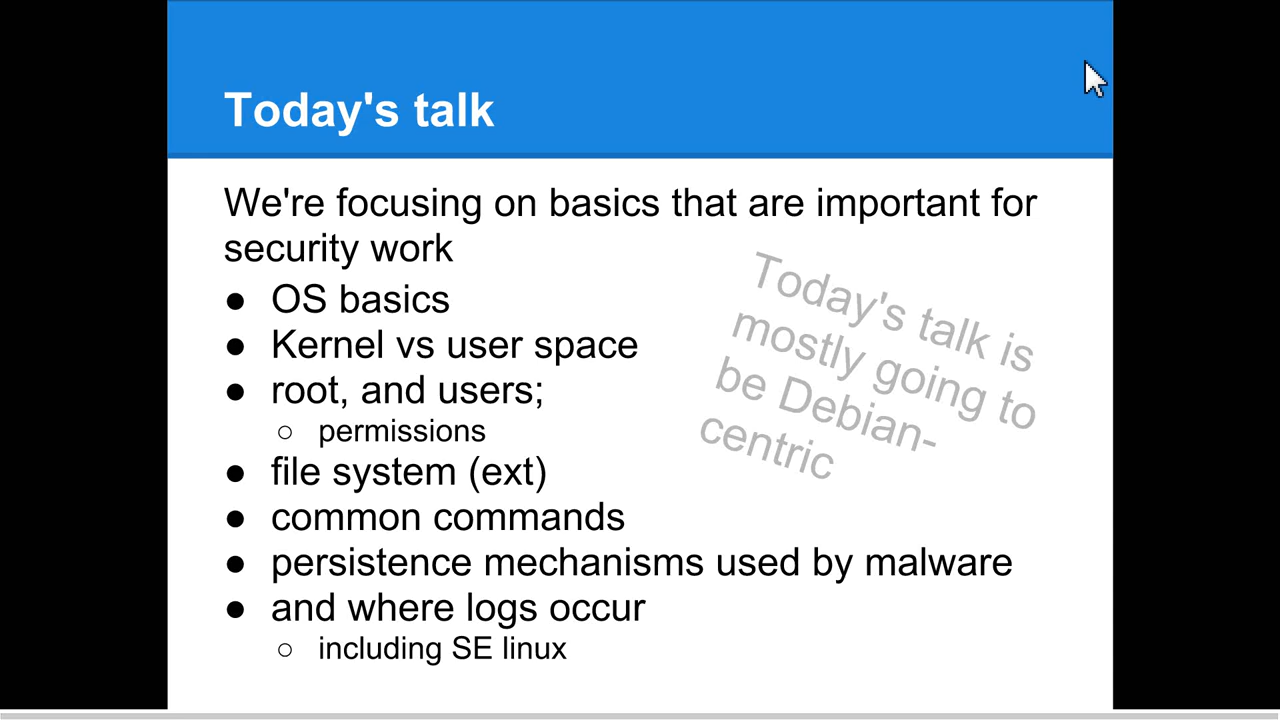 Today's talk
We're focusing on basics that are important for
security work
● OS basics
● Kernel vs user space
● root, and users;
○ permissions
● file system (ext)
● common commands
● persistence mechanisms used by malware
● and where logs occur
○ including SE linux
Today's talk is
mostly going to
be Debian-
centric